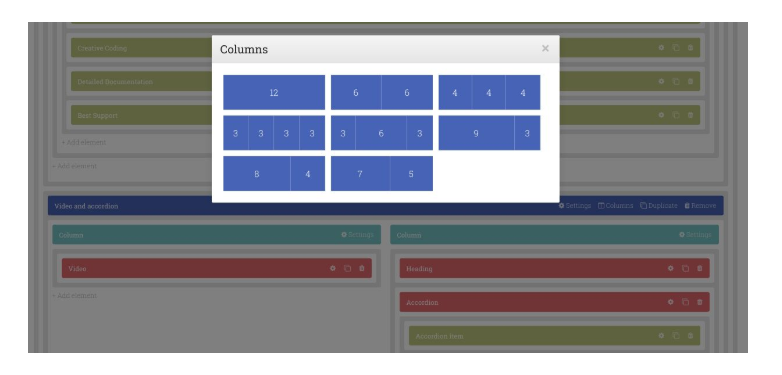 Columns ×
12
6 6
4 4 4
3 3 3 3
3 6 3
9 3
8 4
7 5
Creative Coding
Detailed Documentation
Best Support
+ Add element
+ Add element
Video and accordion Settings Columns Duplicate Remove
Column Settings
Column Settings
Video
Heading
+ Add element
Accordion
Accordion Item